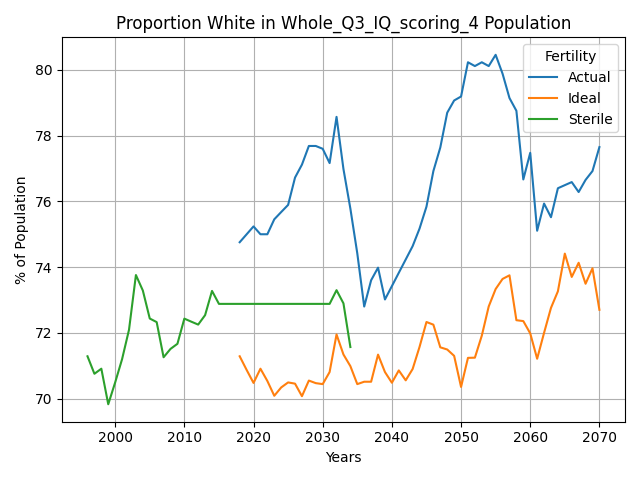 Proportion White in Whole_Q3_IQ_scoring_4 Population
Fertility
Actual
Ideal
Sterile
% of Population
80
78
76
74
72
70
2000
2010
2020
2030
2040
2050
2060
2070
Years